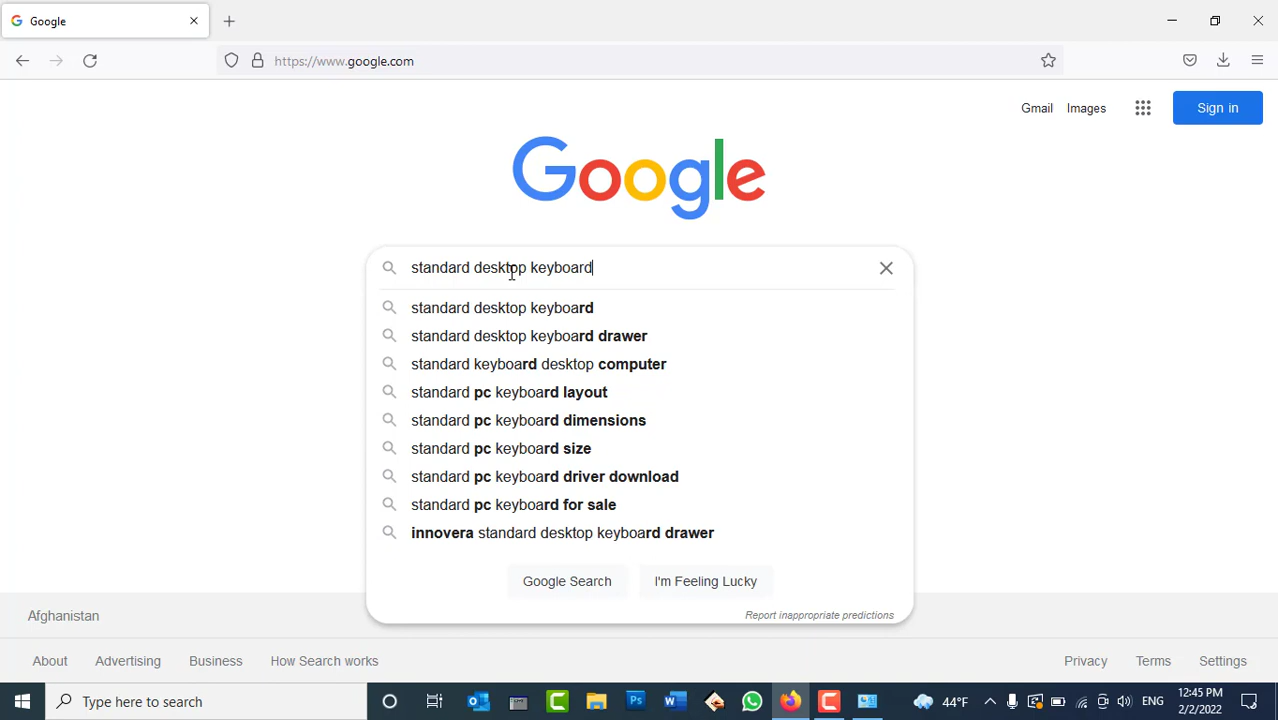 Google
https://www.google.com
Gmail Images Sign in
Google
standard desktop keyboard
standard desktop keyboard
standard desktop keyboard drawer
standard keyboard desktop computer
standard pc keyboard layout
standard pc keyboard dimensions
standard pc keyboard size
standard pc keyboard driver download
standard pc keyboard for sale
innovera standard desktop keyboard drawer
Google Search I'm Feeling Lucky
Report inappropriate predictions
Afghanistan
About Advertising Business How Search works Privacy Terms Settings
Type here to search 44°F ENG 12:45 PM
2/2/2022